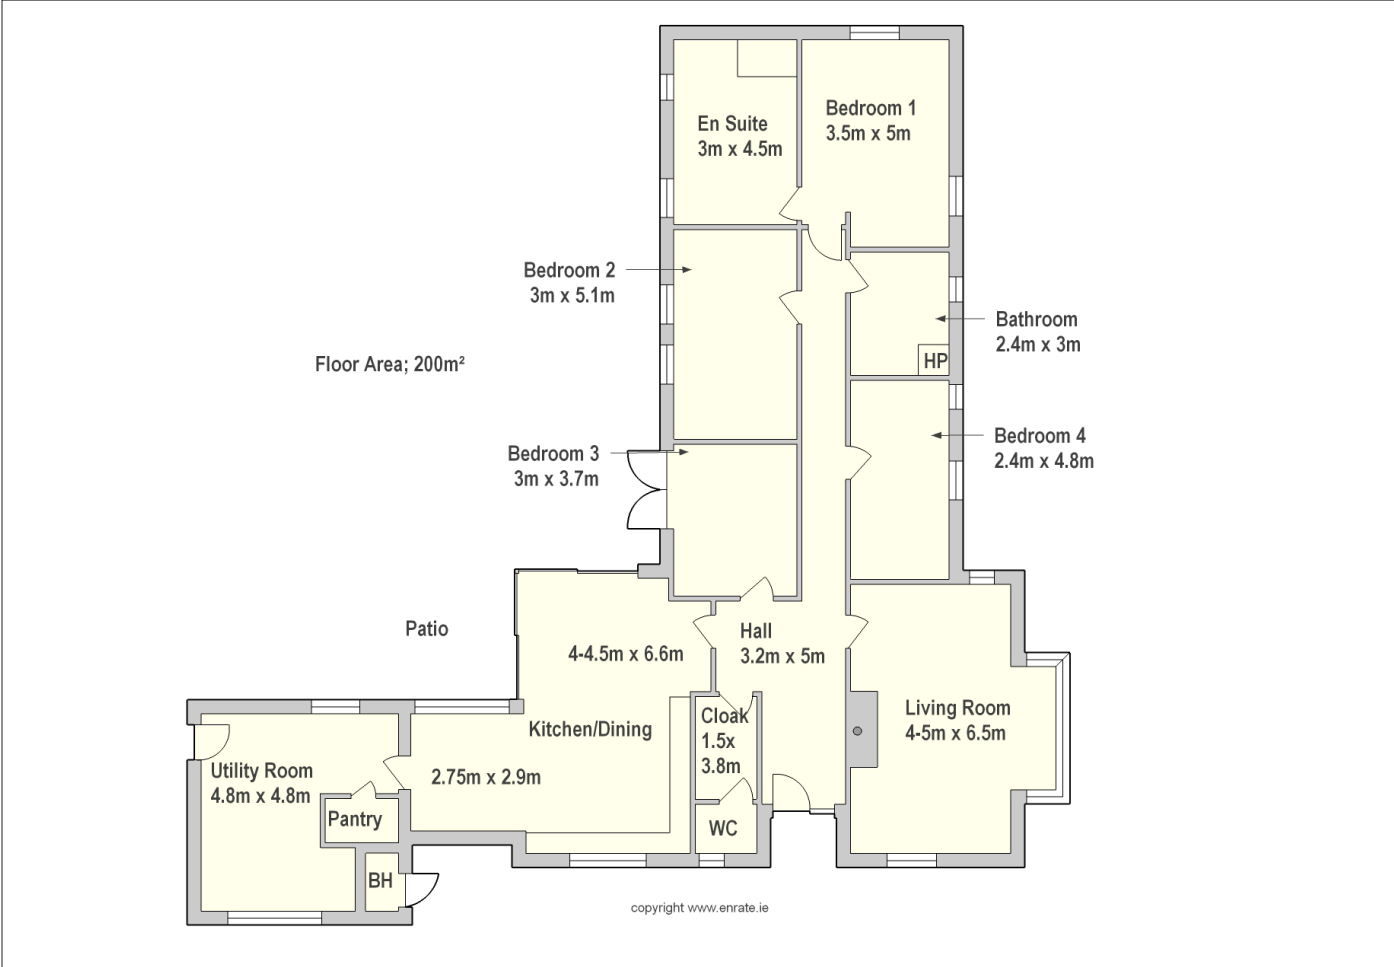 En Suite
3m x 4.5m
Bedroom 1
3.5m x 5m
Bedroom 2
3m x 5.1m
Bathroom
2.4m x 3m
HP
Floor Area; 200m²
Bedroom 3
3m x 3.7m
Bedroom 4
2.4m x 4.8m
Patio
4-4.5m x 6.6m
Hall
3.2m x 5m
Kitchen/Dining
2.75m x 2.9m
Cloak
1.5x
3.8m
Living Room
4-5m x 6.5m
Utility Room
4.8m x 4.8m
Pantry
WC
BH
copyright www.enrate.ie